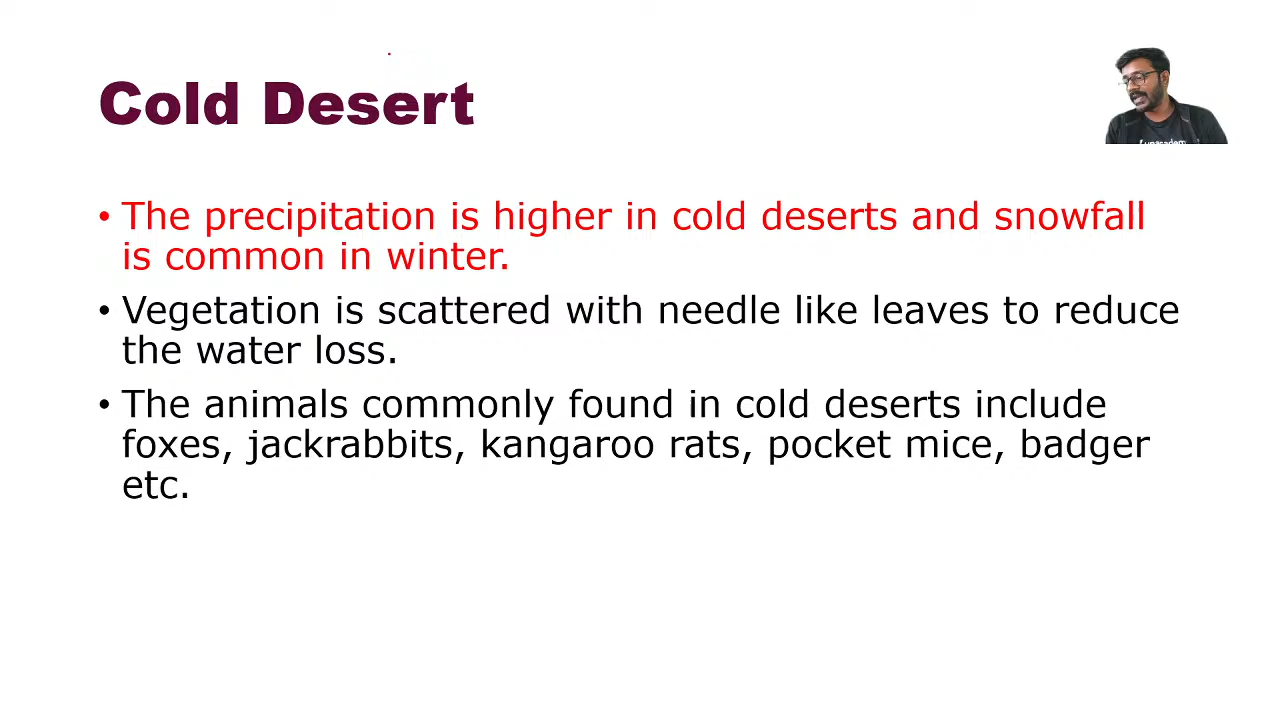 Cold Desert
• The precipitation is higher in cold deserts and snowfall
is common in winter.
• Vegetation is scattered with needle like leaves to reduce
the water loss.
• The animals commonly found in cold deserts include
foxes, jackrabbits, kangaroo rats, pocket mice, badger
etc.